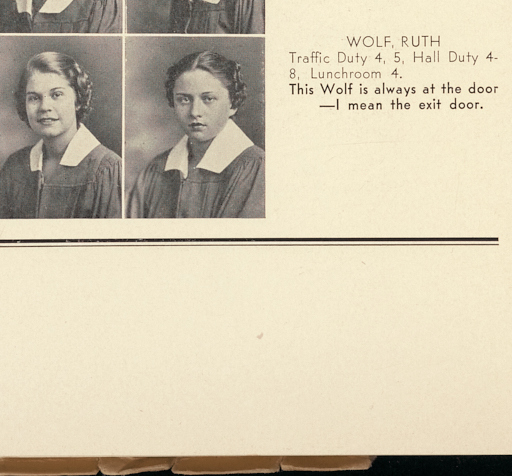 WOLF, RUTH
Traffic Duty 4, 5, Hall Duty 4-
8, Lunchroom 4.
This Wolf is always at the door
—I mean the exit door.